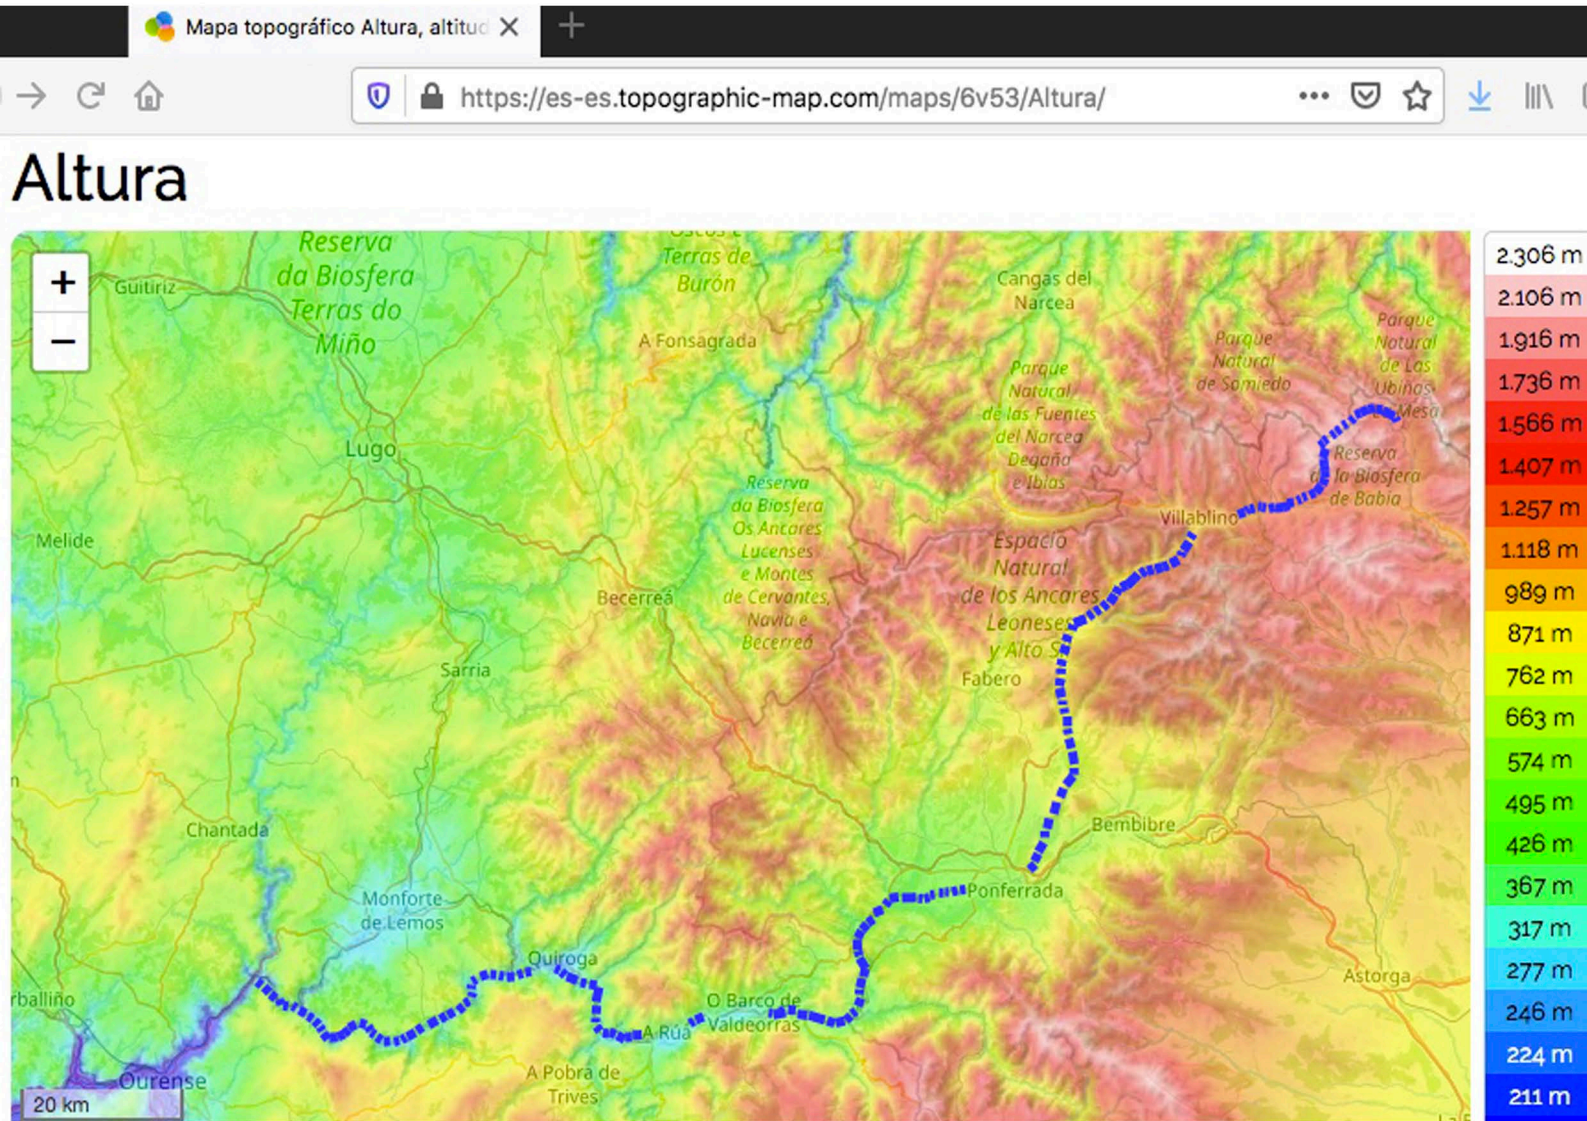 Mapa topográfico Altura, altitud
https://es-es.topographic-map.com/maps/6v53/Altura/
Altura
+
−
Reserva
da Biosfera
Terras do
Miño
Guitiriz
Terras de
Burón
A Fonsagrada
Cangas del
Narcea
Parque
Natural
de las Fuentes
del Narcea
Degaña
e Ibias
Parque
Natural
de Somiedo
Parque
Natural
de Las
Ubiñas
Mesa
Lugo
Melide
Reserva
da Biosfera
Os Ancares
Lucenses
e Montes
de Cervantes,
Navia e
Becerreá
Reserva
la Biosfera
de Babia
Villablino
Espacio
Natural
de los Ancares
Leoneses
y Alto S
Becerreá
Sarria
Fabero
Chantada
Bembibre
Monforte
de Lemos
Ponferrada
Quiroga
Astorga
rballiño
O Barco de
Valdeorras
A Rúa
A Pobra de
Trives
Ourense
20 km
2.306 m
2.106 m
1.916 m
1.736 m
1.566 m
1.407 m
1.257 m
1.118 m
989 m
871 m
762 m
663 m
574 m
495 m
426 m
367 m
317 m
277 m
246 m
224 m
211 m